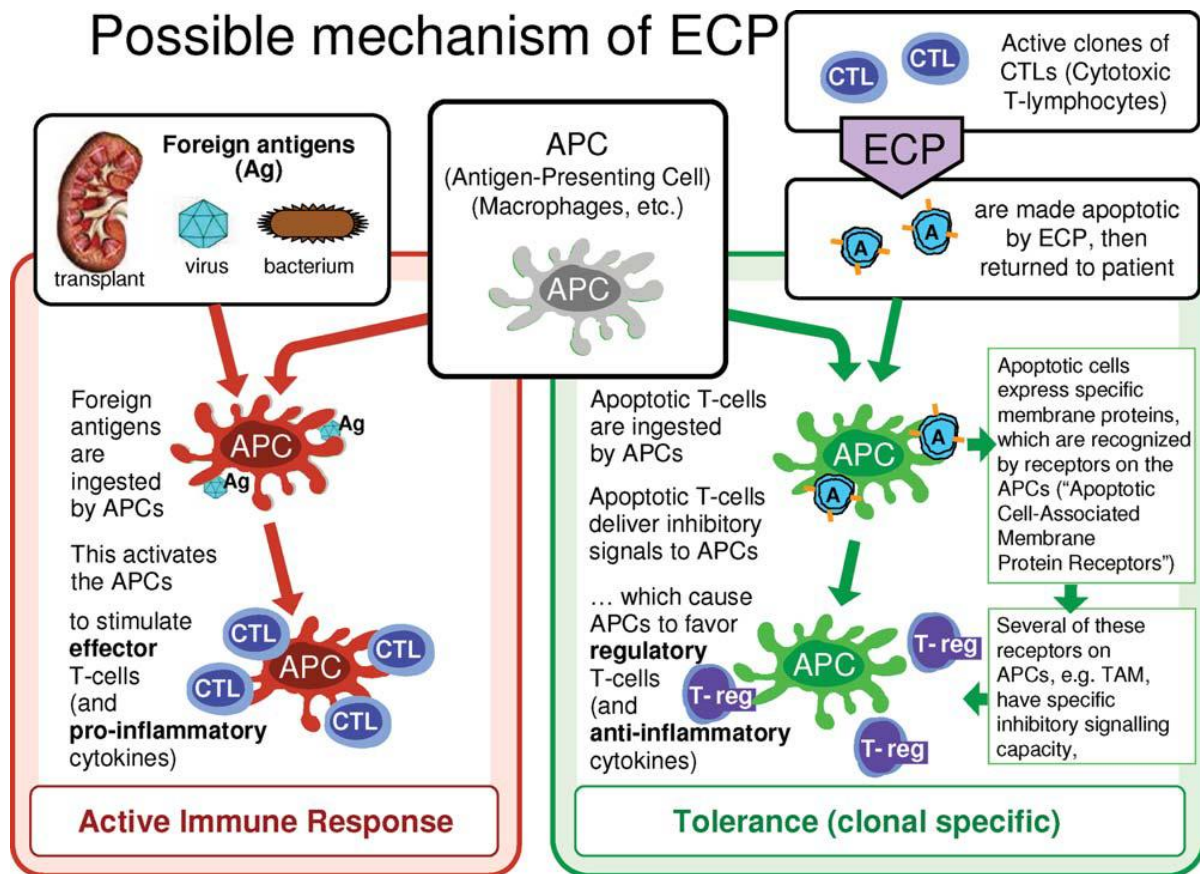 Possible mechanism of ECP
CTL
CTL
Active clones of
CTLs (Cytotoxic
T-lymphocytes)
ECP
A
A
are made apoptotic
by ECP, then
returned to patient
Foreign antigens
(Ag)
transplant
virus
bacterium
APC
(Antigen-Presenting Cell)
(Macrophages, etc.)
APC
Foreign
antigens
are
ingested
by APCs
APC
Ag
Ag
This activates
the APCs
to stimulate
effector
T-cells
(and
pro-inflammatory
cytokines)
CTL
CTL
CTL
CTL
APC
Active Immune Response
Apoptotic T-cells
are ingested
by APCs
Apoptotic T-cells
deliver inhibitory
signals to APCs
APC
A
A
… which cause
APCs to favor
regulatory
T-cells
(and
anti-inflammatory
cytokines)
APC
T-reg
T-reg
T-reg
Apoptotic cells
express specific
membrane proteins,
which are recognized
by receptors on the
APCs (“Apoptotic
Cell-Associated
Membrane
Protein Receptors”)
Several of these
receptors on
APCs, e.g. TAM,
have specific
inhibitory signalling
capacity,
Tolerance (clonal specific)